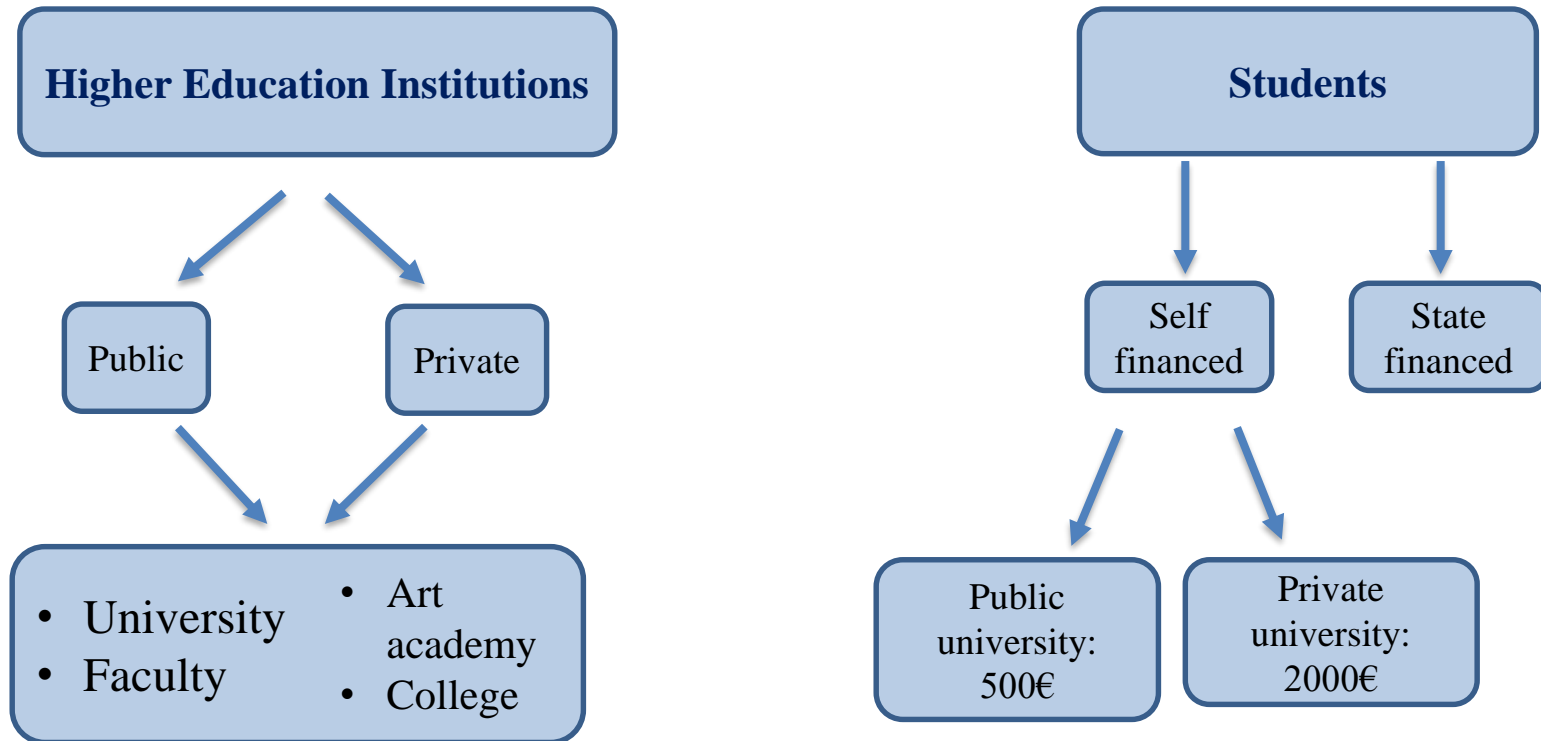 Higher Education Institutions
Public
Private
• University
• Faculty
• Art
academy
• College
Students
Self
financed
State
financed
Public
university:
500€
Private
university:
2000€